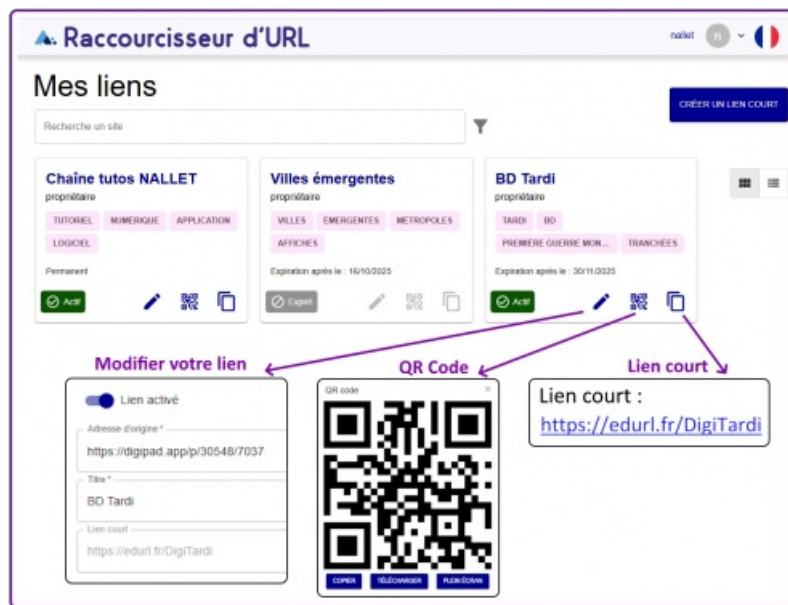 Raccourcisseur d'URL
nallet
n
Mes liens
CRÉER UN LIEN COURT
Recherche un site
Chaîne tutos NALLET
propriétaire
TUTORIEL NUMÉRIQUE APPLICATION
LOGICIEL
Permanent
Actif
Villes émergentes
propriétaire
VILLES EMERGENTES METROPOLES
AFFICHES
Expiration après le : 16/10/2025
Expiré
BD Tardi
propriétaire
TARDI BD
PREMIÈRE GUERRE MON... TRANCHÉES
Expiration après le : 30/11/2025
Actif
Modifier votre lien
Lien activé
Adresse d'origine *
https://digipad.app/p/30548/7037
Titre *
BD Tardi
Lien court
https://edurl.fr/DigiTardi
QR Code
QR code
COPIER TÉLÉCHARGER PLEIN ÉCRAN
Lien court
Lien court :
https://edurl.fr/DigiTardi